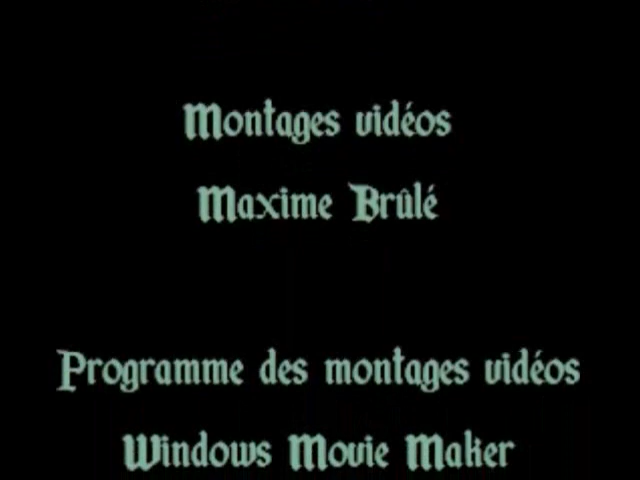 Montages vidéos
Maxime Brûlé
Programme des montages vidéos
Windows Movie Maker